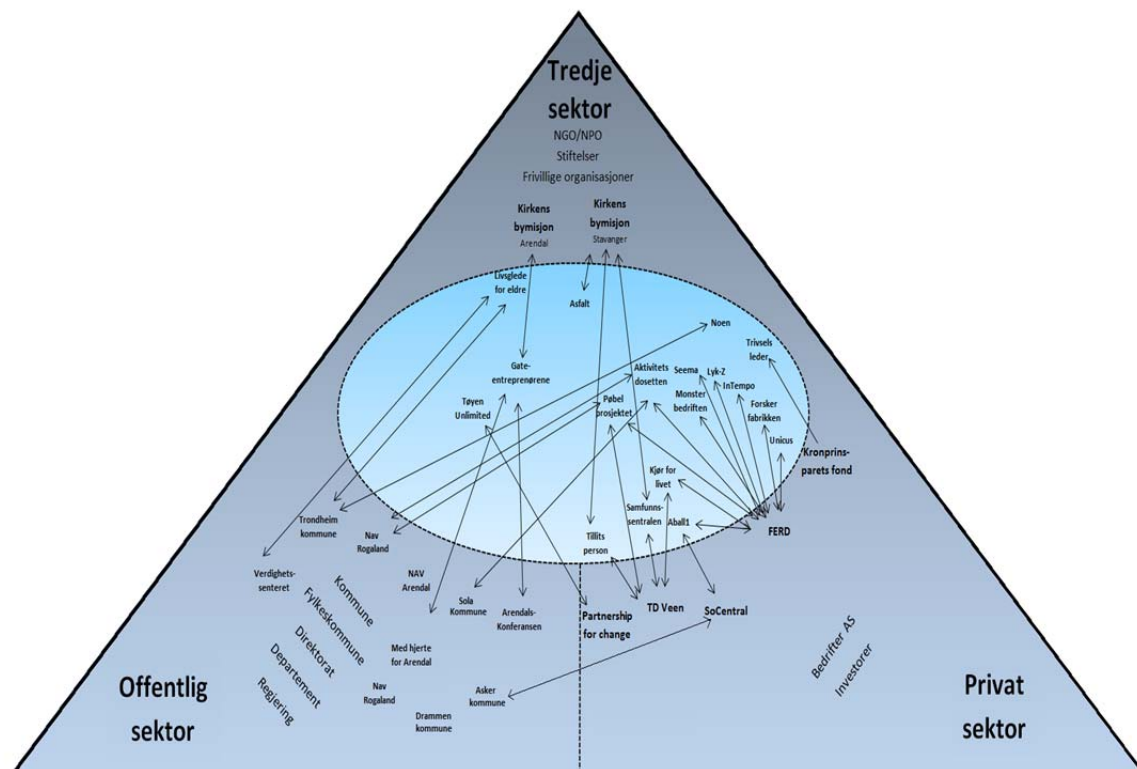 Tredje
sektor
NGO/NPO
Stiftelser
Frivillige organisasjoner
Kirkens
bymisjon
Arendal
Kirkens
bymisjon
Stavanger
Livsglede
for eldre
Asfalt
Noen
Trivsels
leder
Gate-
entreprenørene
Aktivitets
dosetten
Seema
Lyk-Z
InTempo
Monster
bedriften
Forsker
fabrikken
Tøyen
Unlimited
Pøbel
prosjektet
Unicus
Kronprins-
parets fond
Kjør for
livet
Samfunns-
sentralen
Aball1
FERD
Tillits
person
Trondheim
kommune
Nav
Rogaland
Verdighets-
senteret
NAV
Arendal
Sola
Kommune
Arendals-
Konferansen
Partnership
for change
TD Veen
SoCentral
Kommune
Fylkeskommune
Direktorat
Departement
Regjering
Med hjerte
for Arendal
Nav
Rogaland
Asker
kommune
Drammen
kommune
Bedrifter AS
Investorer
Offentlig
sektor
Privat
sektor